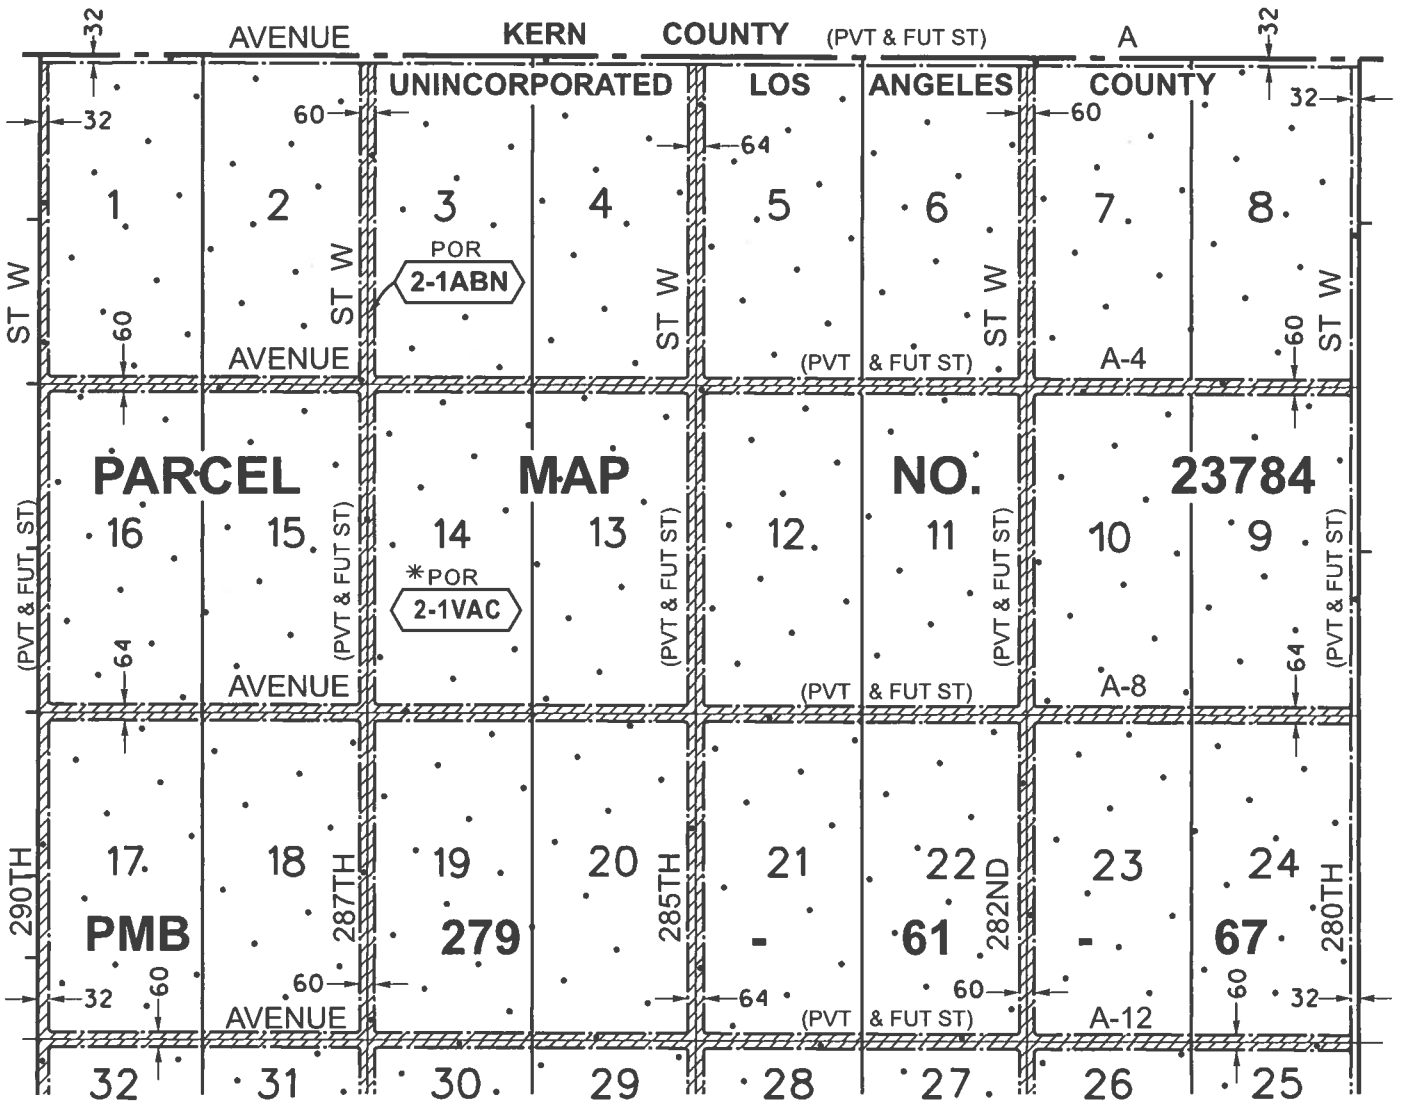 32 32
AVENUE KERN COUNTY (PVT & FUT ST) A
UNINCORPORATED LOS ANGELES COUNTY
32 60 64 60 32
1 2 3 4 5 6 7 8
POR
2-1ABN
ST W ST W ST W ST W ST W
60 60
AVENUE (PVT & FUT ST) A-4
PARCEL MAP NO. 23784
16 15 14 13 12 11 10 9
(PVT & FUT ST) (PVT & FUT ST) (PVT & FUT ST) (PVT & FUT ST) (PVT & FUT ST)
*POR
2-1VAC
64 64
AVENUE (PVT & FUT ST) A-8
17 18 19 20 21 22 23 24
290TH 287TH 285TH 282ND 280TH
PMB 279 - 61 - 67
32 60 60 64 60 60 32
AVENUE (PVT & FUT ST) A-12
32 31 30 29 28 27 26 25